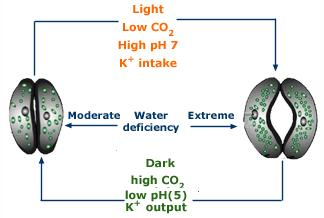 Light
Low CO₂
High pH 7
K⁺ intake
Moderate Water deficiency Extreme
Dark
high CO₂
low pH(5)
K⁺ output